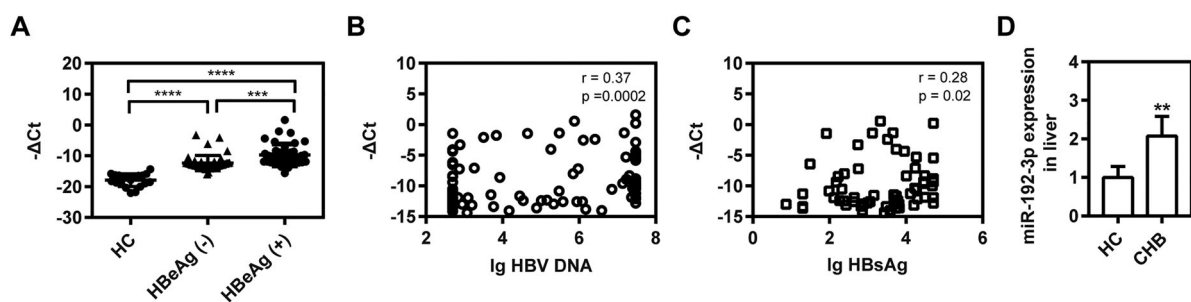 A
-ΔCt
20
10
0
-10
-20
-30
****
****
***
HC
HBeAg (-)
HBeAg (+)
B
-ΔCt
5
0
-5
-10
-15
r = 0.37
p =0.0002
2
4
6
8
lg HBV DNA
C
-ΔCt
5
0
-5
-10
-15
r = 0.28
p = 0.02
0
2
4
6
lg HBsAg
D
miR-192-3p expression
in liver
4
3
2
1
0
**
HC
CHB